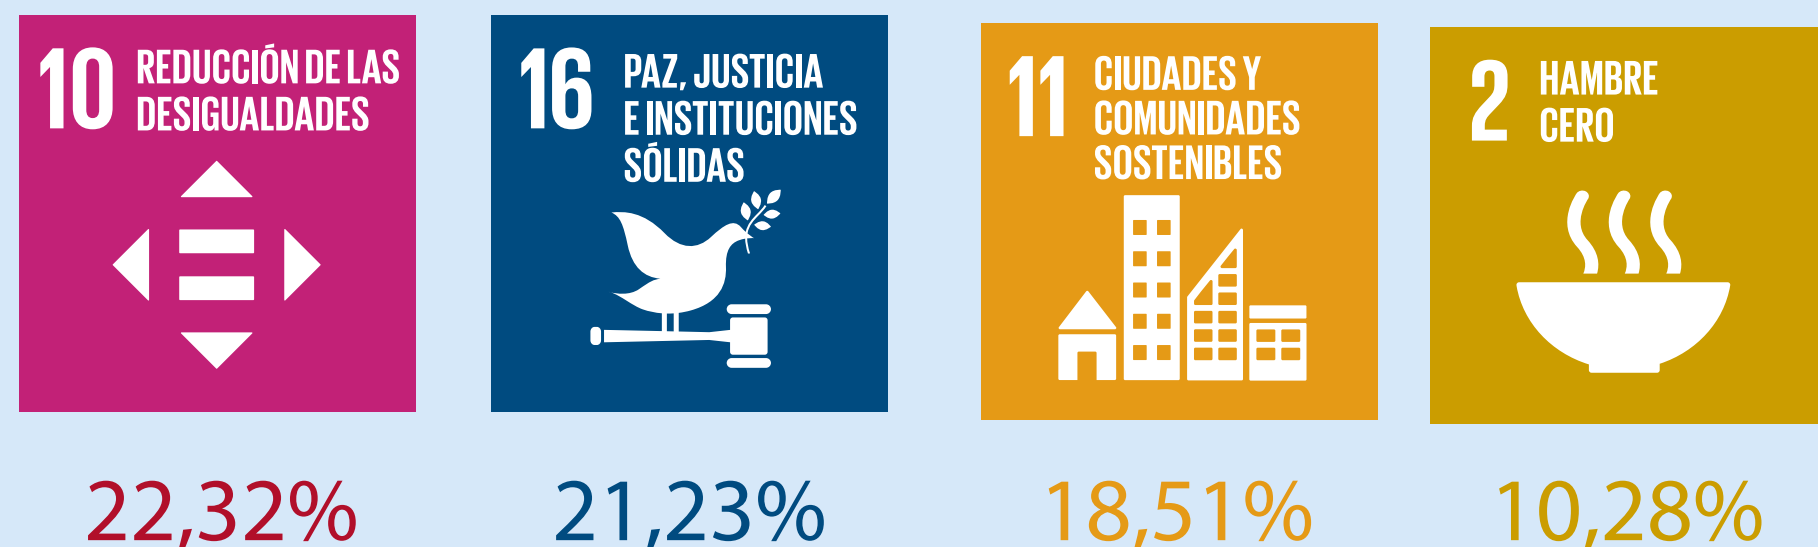 10
REDUCCIÓN DE LAS
DESIGUALDADES
22,32%
16
PAZ, JUSTICIA
E INSTITUCIONES
SÓLIDAS
21,23%
11
CIUDADES Y
COMUNIDADES
SOSTENIBLES
18,51%
2
HAMBRE
CERO
10,28%